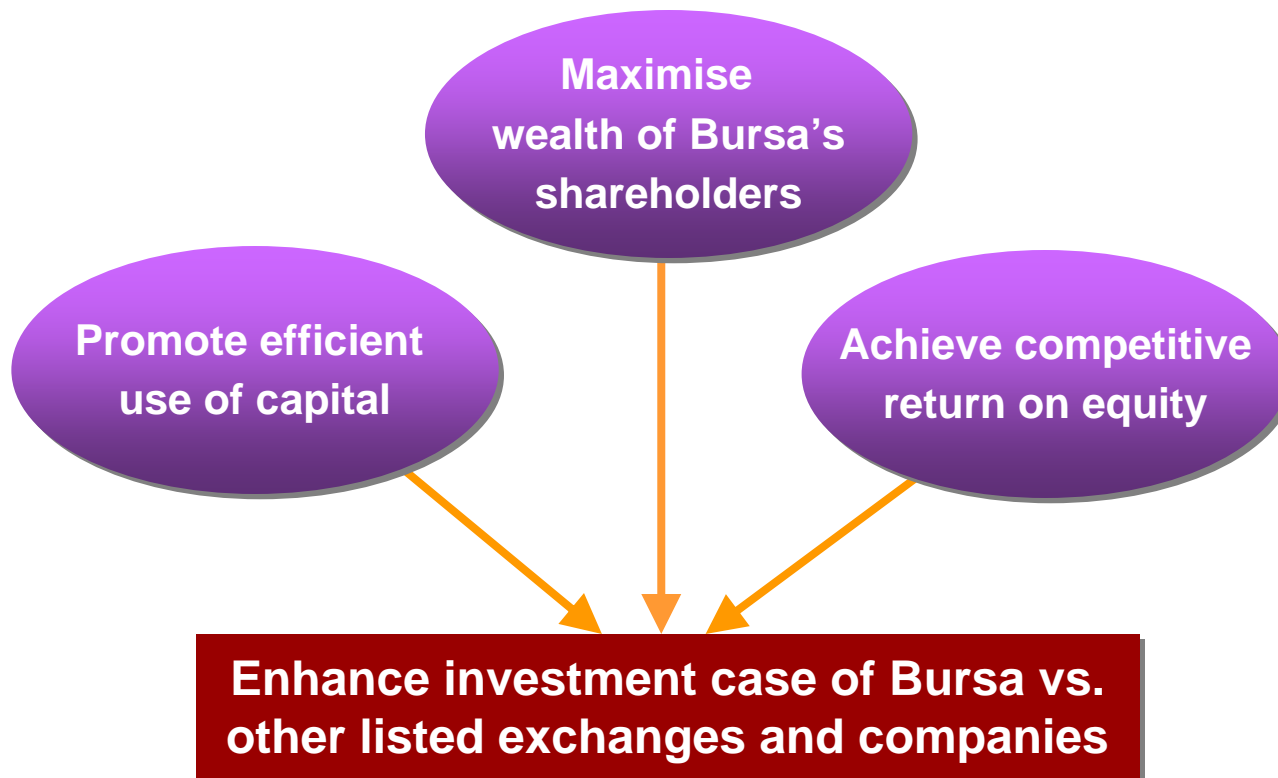 Maximise
wealth of Bursa’s
shareholders
Promote efficient
use of capital
Achieve competitive
return on equity
Enhance investment case of Bursa vs.
other listed exchanges and companies